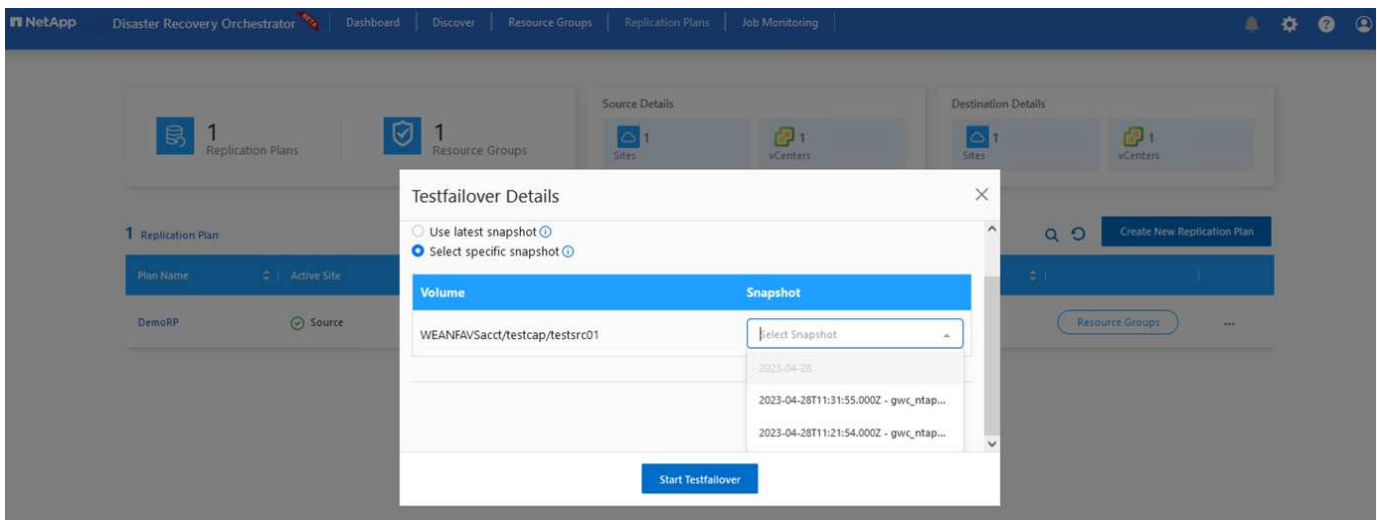 NetApp Disaster Recovery Orchestrator Dashboard Discover Resource Groups Replication Plans Job Monitoring
1
Replication Plans
1
Resource Groups
Source Details
1
Sites
1
vCenters
Destination Details
1
Sites
1
vCenters
1 Replication Plan
Create New Replication Plan
Plan Name Active Site
DemoRP Source Resource Groups ...
Testfailover Details
Use latest snapshot
Select specific snapshot
Volume Snapshot
WEANFAVSacct/testcap/testsrc01 Select Snapshot
2023-04-28
2023-04-28T11:31:55.000Z - gwc_ntap...
2023-04-28T11:21:54.000Z - gwc_ntap...
Start Testfailover